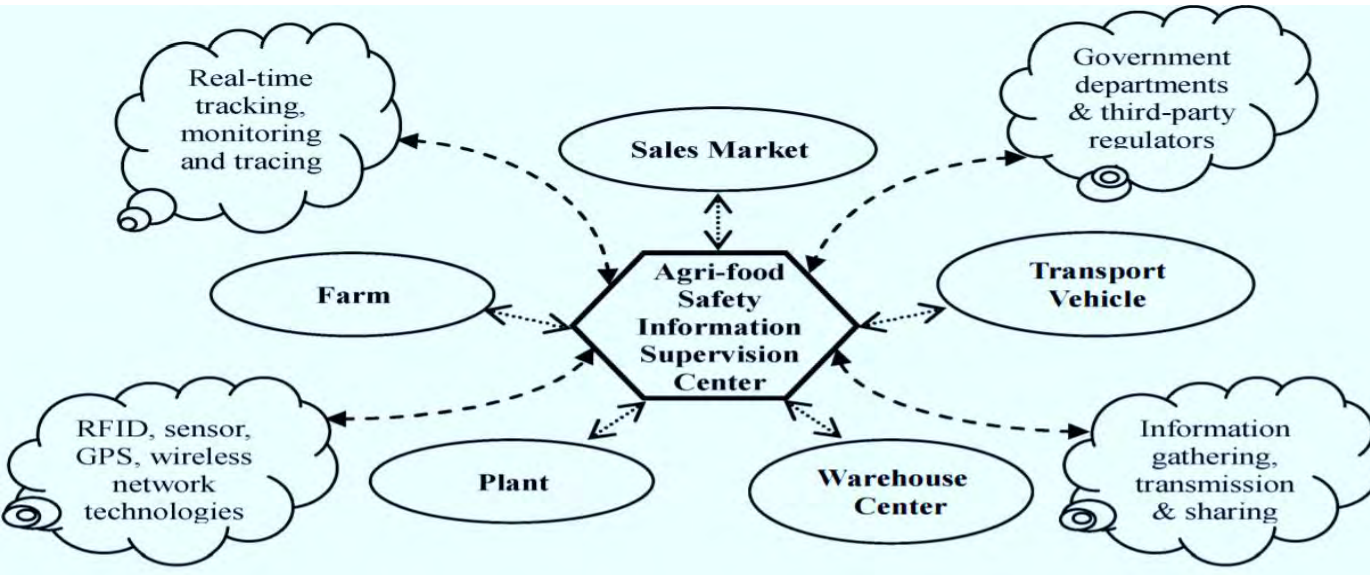 Real-time
tracking,
monitoring
and tracing
Government
departments
& third-party
regulators
Sales Market
Farm
Agri-food
Safety
Information
Supervision
Center
Transport
Vehicle
RFID, sensor,
GPS, wireless
network
technologies
Plant
Warehouse
Center
Information
gathering,
transmission
& sharing